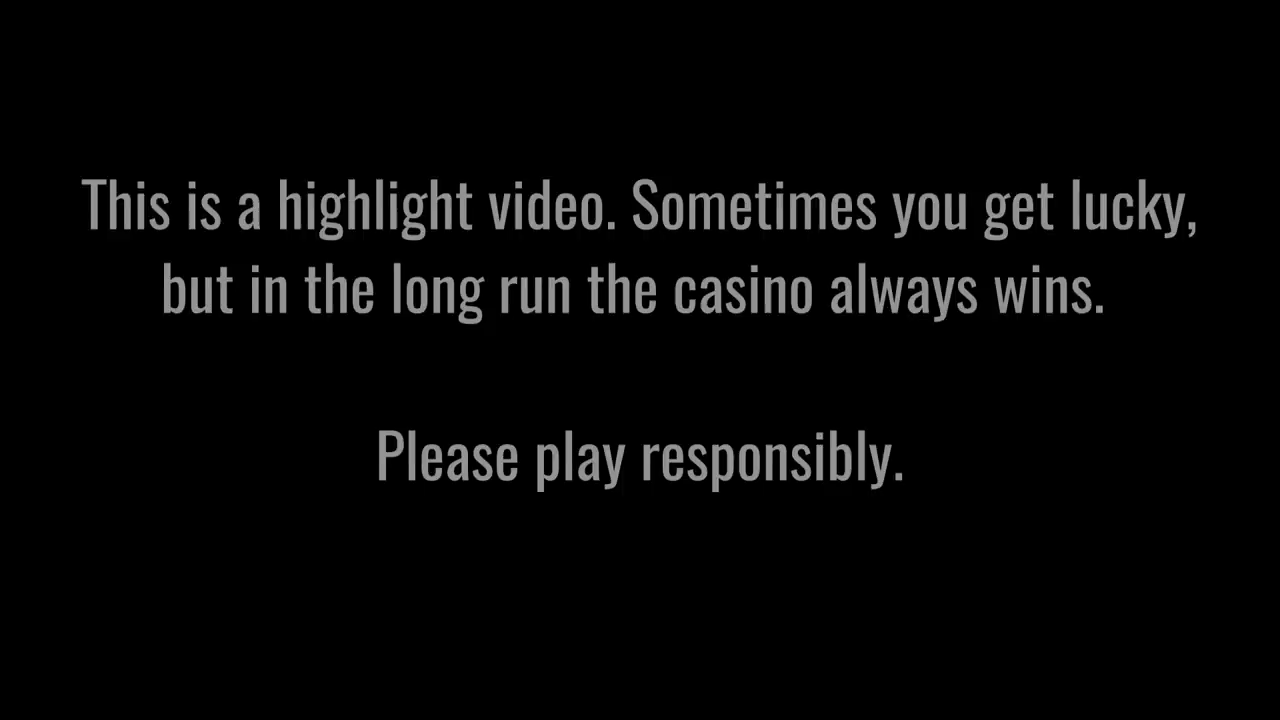 This is a highlight video. Sometimes you get lucky,
but in the long run the casino always wins.
Please play responsibly.